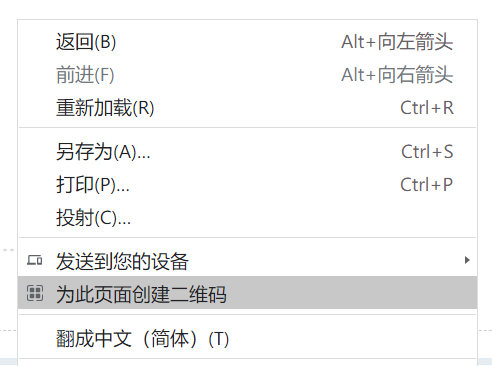 返回(B) Alt+向左箭头
前进(F) Alt+向右箭头
重新加载(R) Ctrl+R
另存为(A)... Ctrl+S
打印(P)... Ctrl+P
投射(C)...
发送到您的设备
为此页面创建二维码
翻成中文（简体）(T)